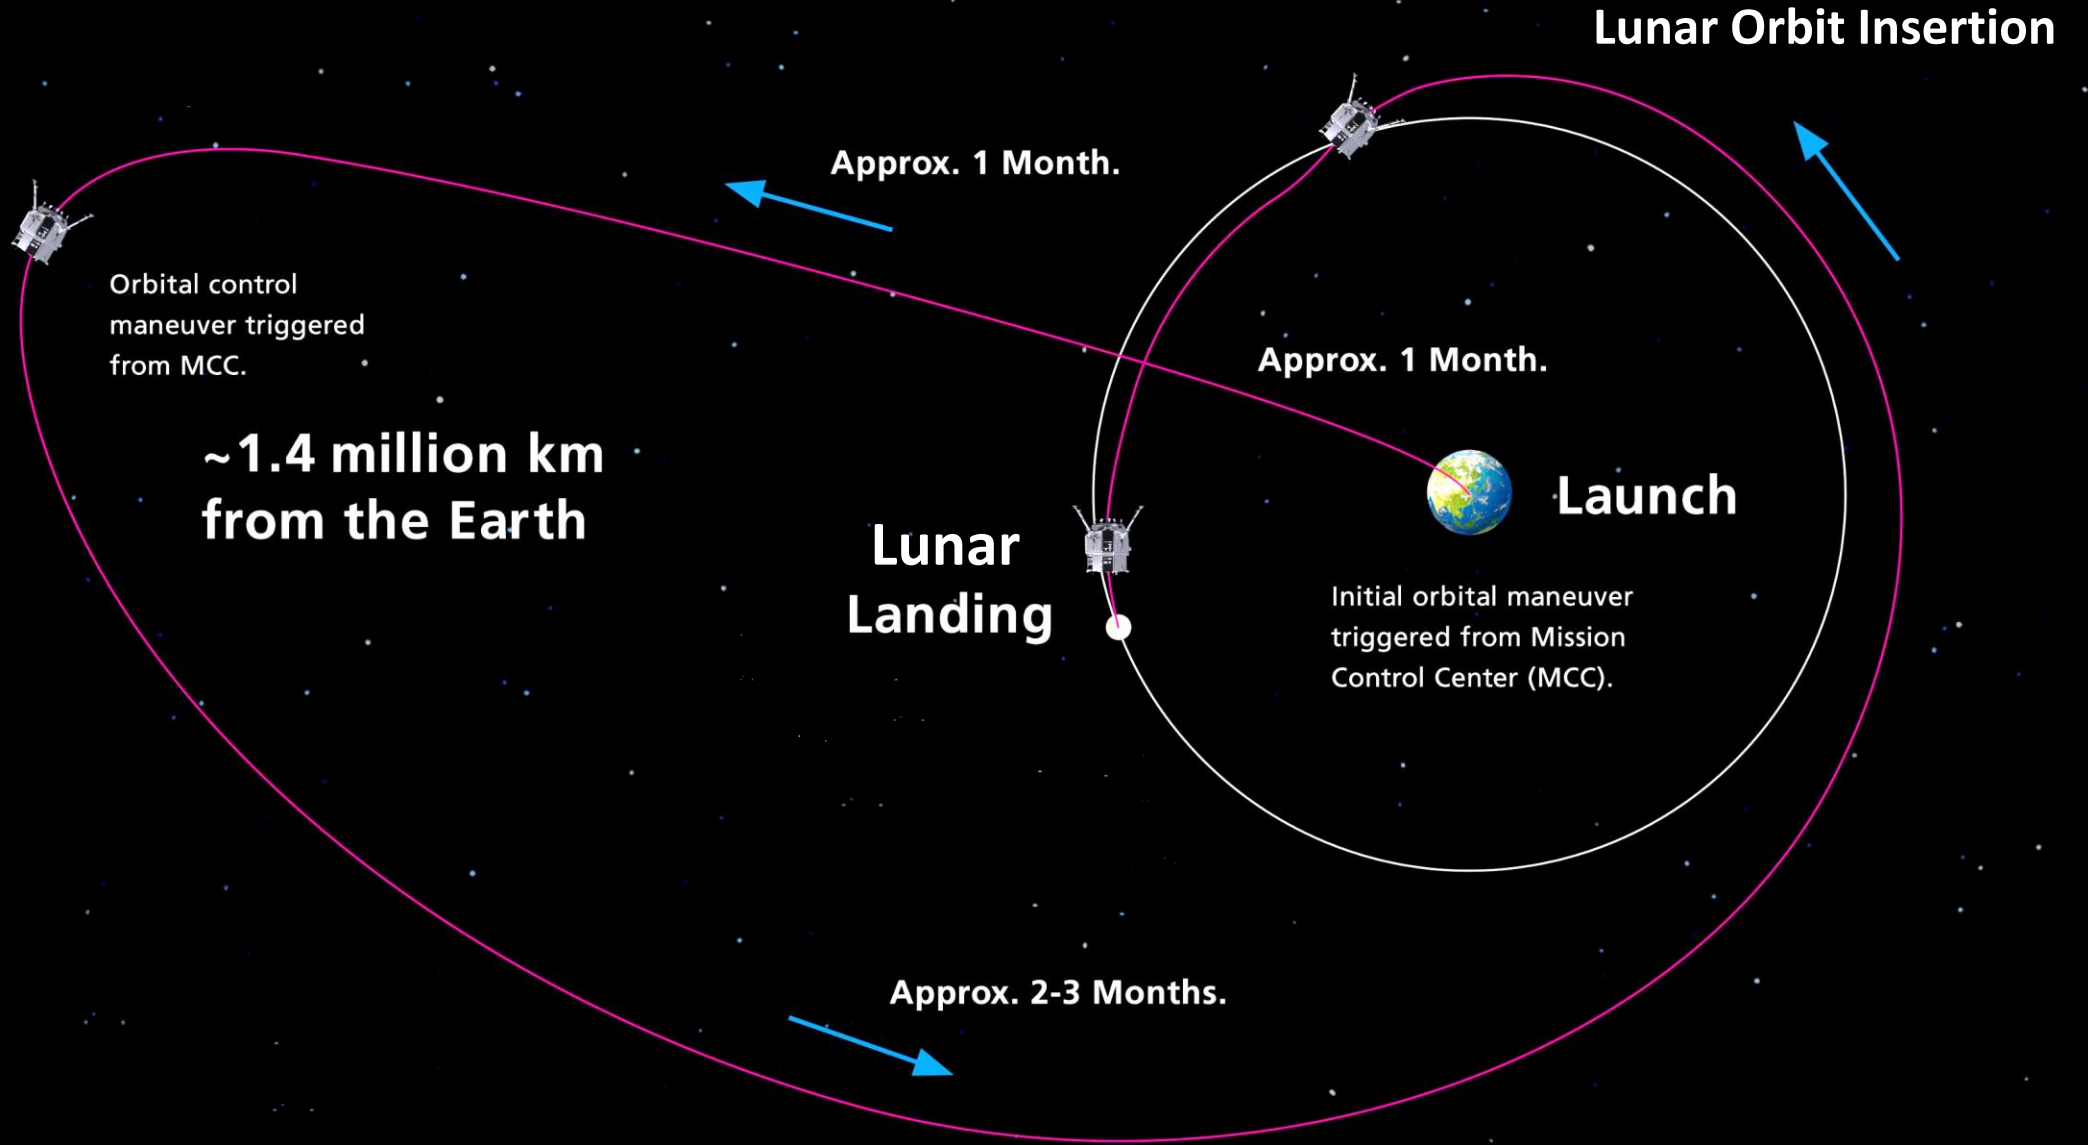 Lunar Orbit Insertion
Approx. 1 Month.
Orbital control
maneuver triggered
from MCC.
Approx. 1 Month.
~1.4 million km
from the Earth
Launch
Lunar
Landing
Initial orbital maneuver
triggered from Mission
Control Center (MCC).
Approx. 2-3 Months.